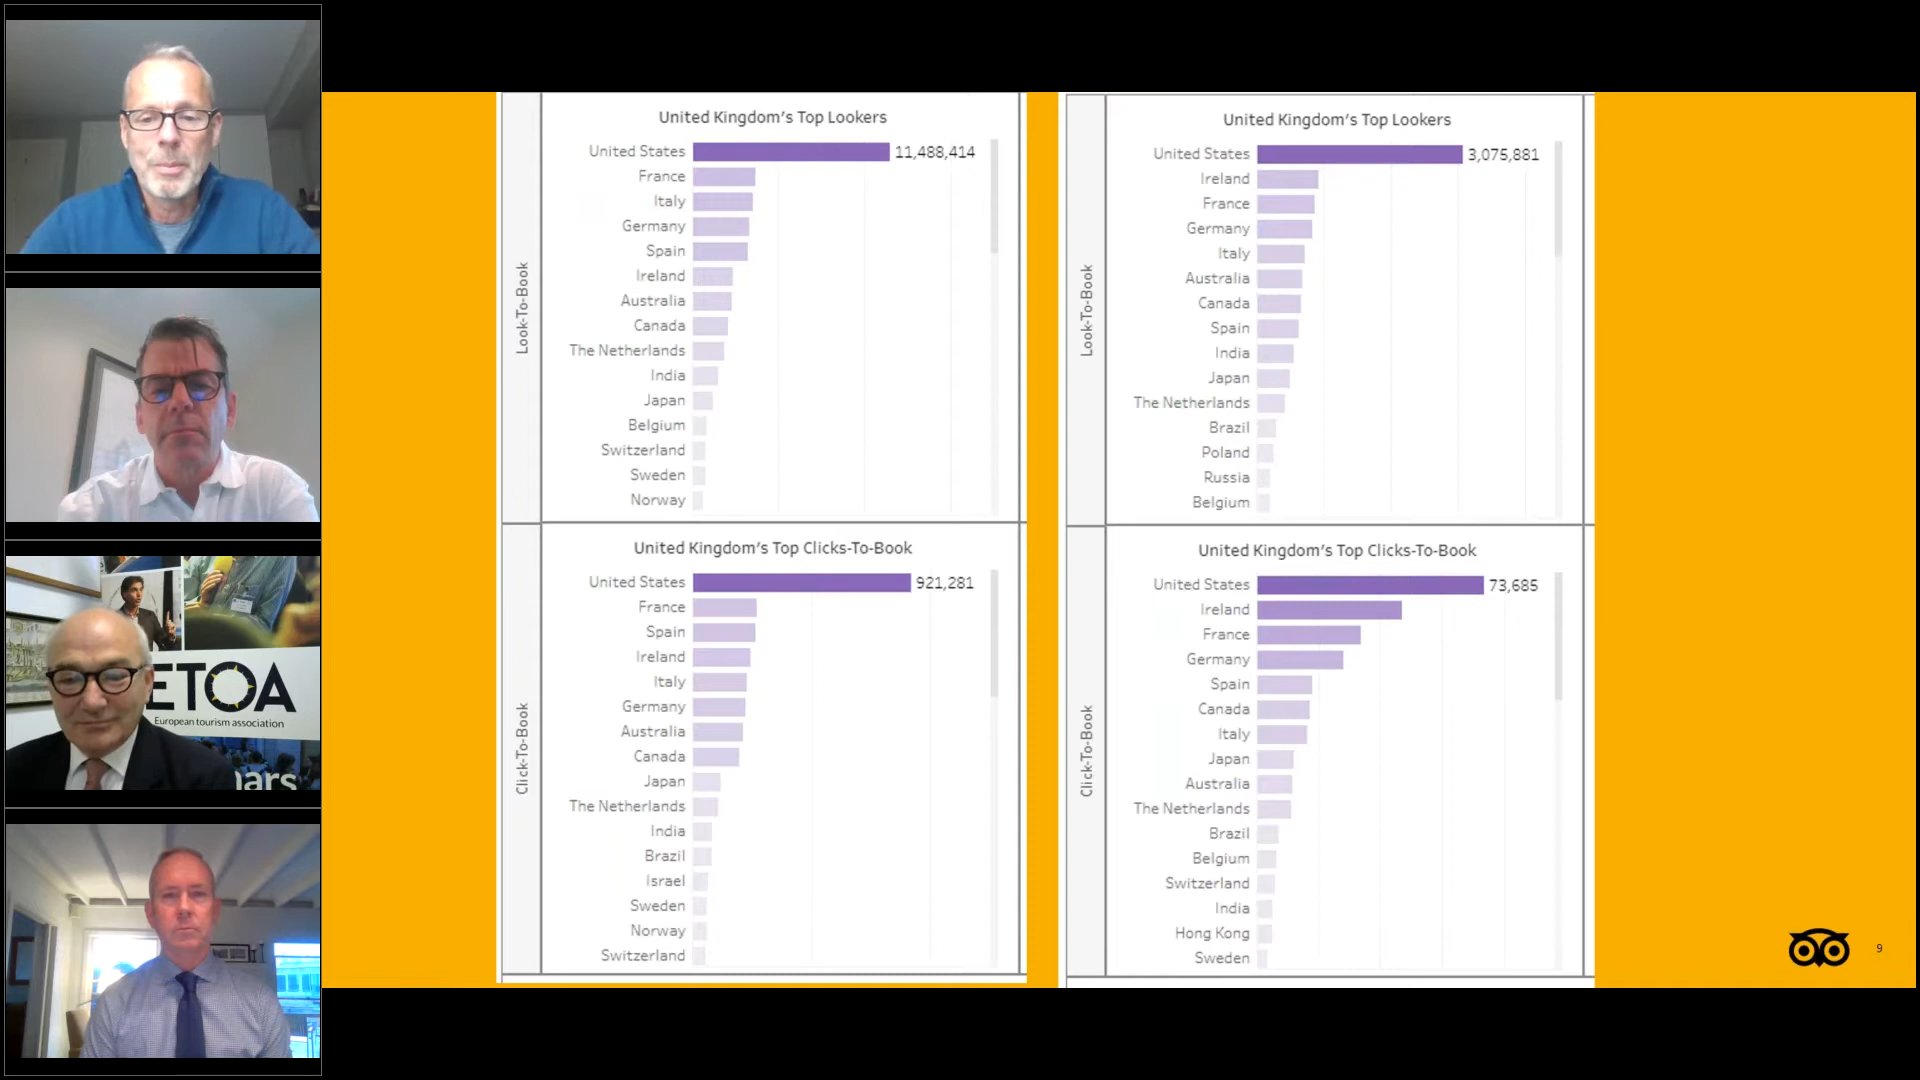 ETOA
European tourism association
nars
Look-To-Book
United Kingdom's Top Lookers
United States 11,488,414
France
Italy
Germany
Spain
Ireland
Australia
Canada
The Netherlands
India
Japan
Belgium
Switzerland
Sweden
Norway
Click-To-Book
United Kingdom's Top Clicks-To-Book
United States 921,281
France
Spain
Ireland
Italy
Germany
Australia
Canada
Japan
The Netherlands
India
Brazil
Israel
Sweden
Norway
Switzerland
Look-To-Book
United Kingdom's Top Lookers
United States 3,075,881
Ireland
France
Germany
Italy
Australia
Canada
Spain
India
Japan
The Netherlands
Brazil
Poland
Russia
Belgium
Click-To-Book
United Kingdom's Top Clicks-To-Book
United States 73,685
Ireland
France
Germany
Spain
Canada
Italy
Japan
Australia
The Netherlands
Brazil
Belgium
Switzerland
India
Hong Kong
Sweden
9